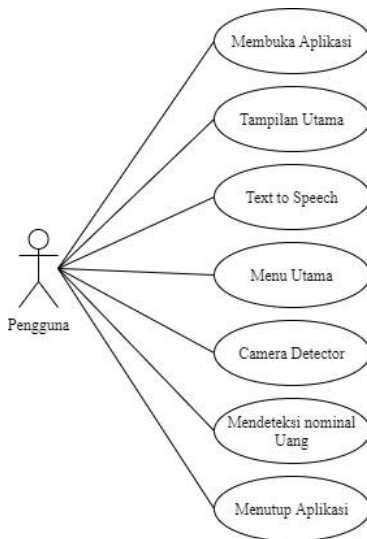 Membuka Aplikasi
Tampilan Utama
Text to Speech
Menu Utama
Pengguna
Camera Detector
Mendeteksi nominal
Uang
Menutup Aplikasi